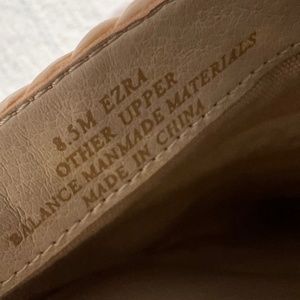 8.5M EZRA
OTHER UPPER
BALANCE MANMADE MATERIALS
MADE IN CHINA